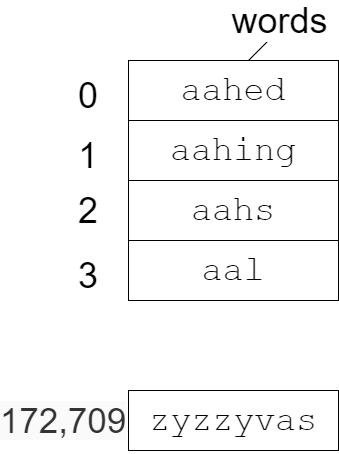 words
0 aahed
1 aahing
2 aahs
3 aal
172,709 zyzzyvas